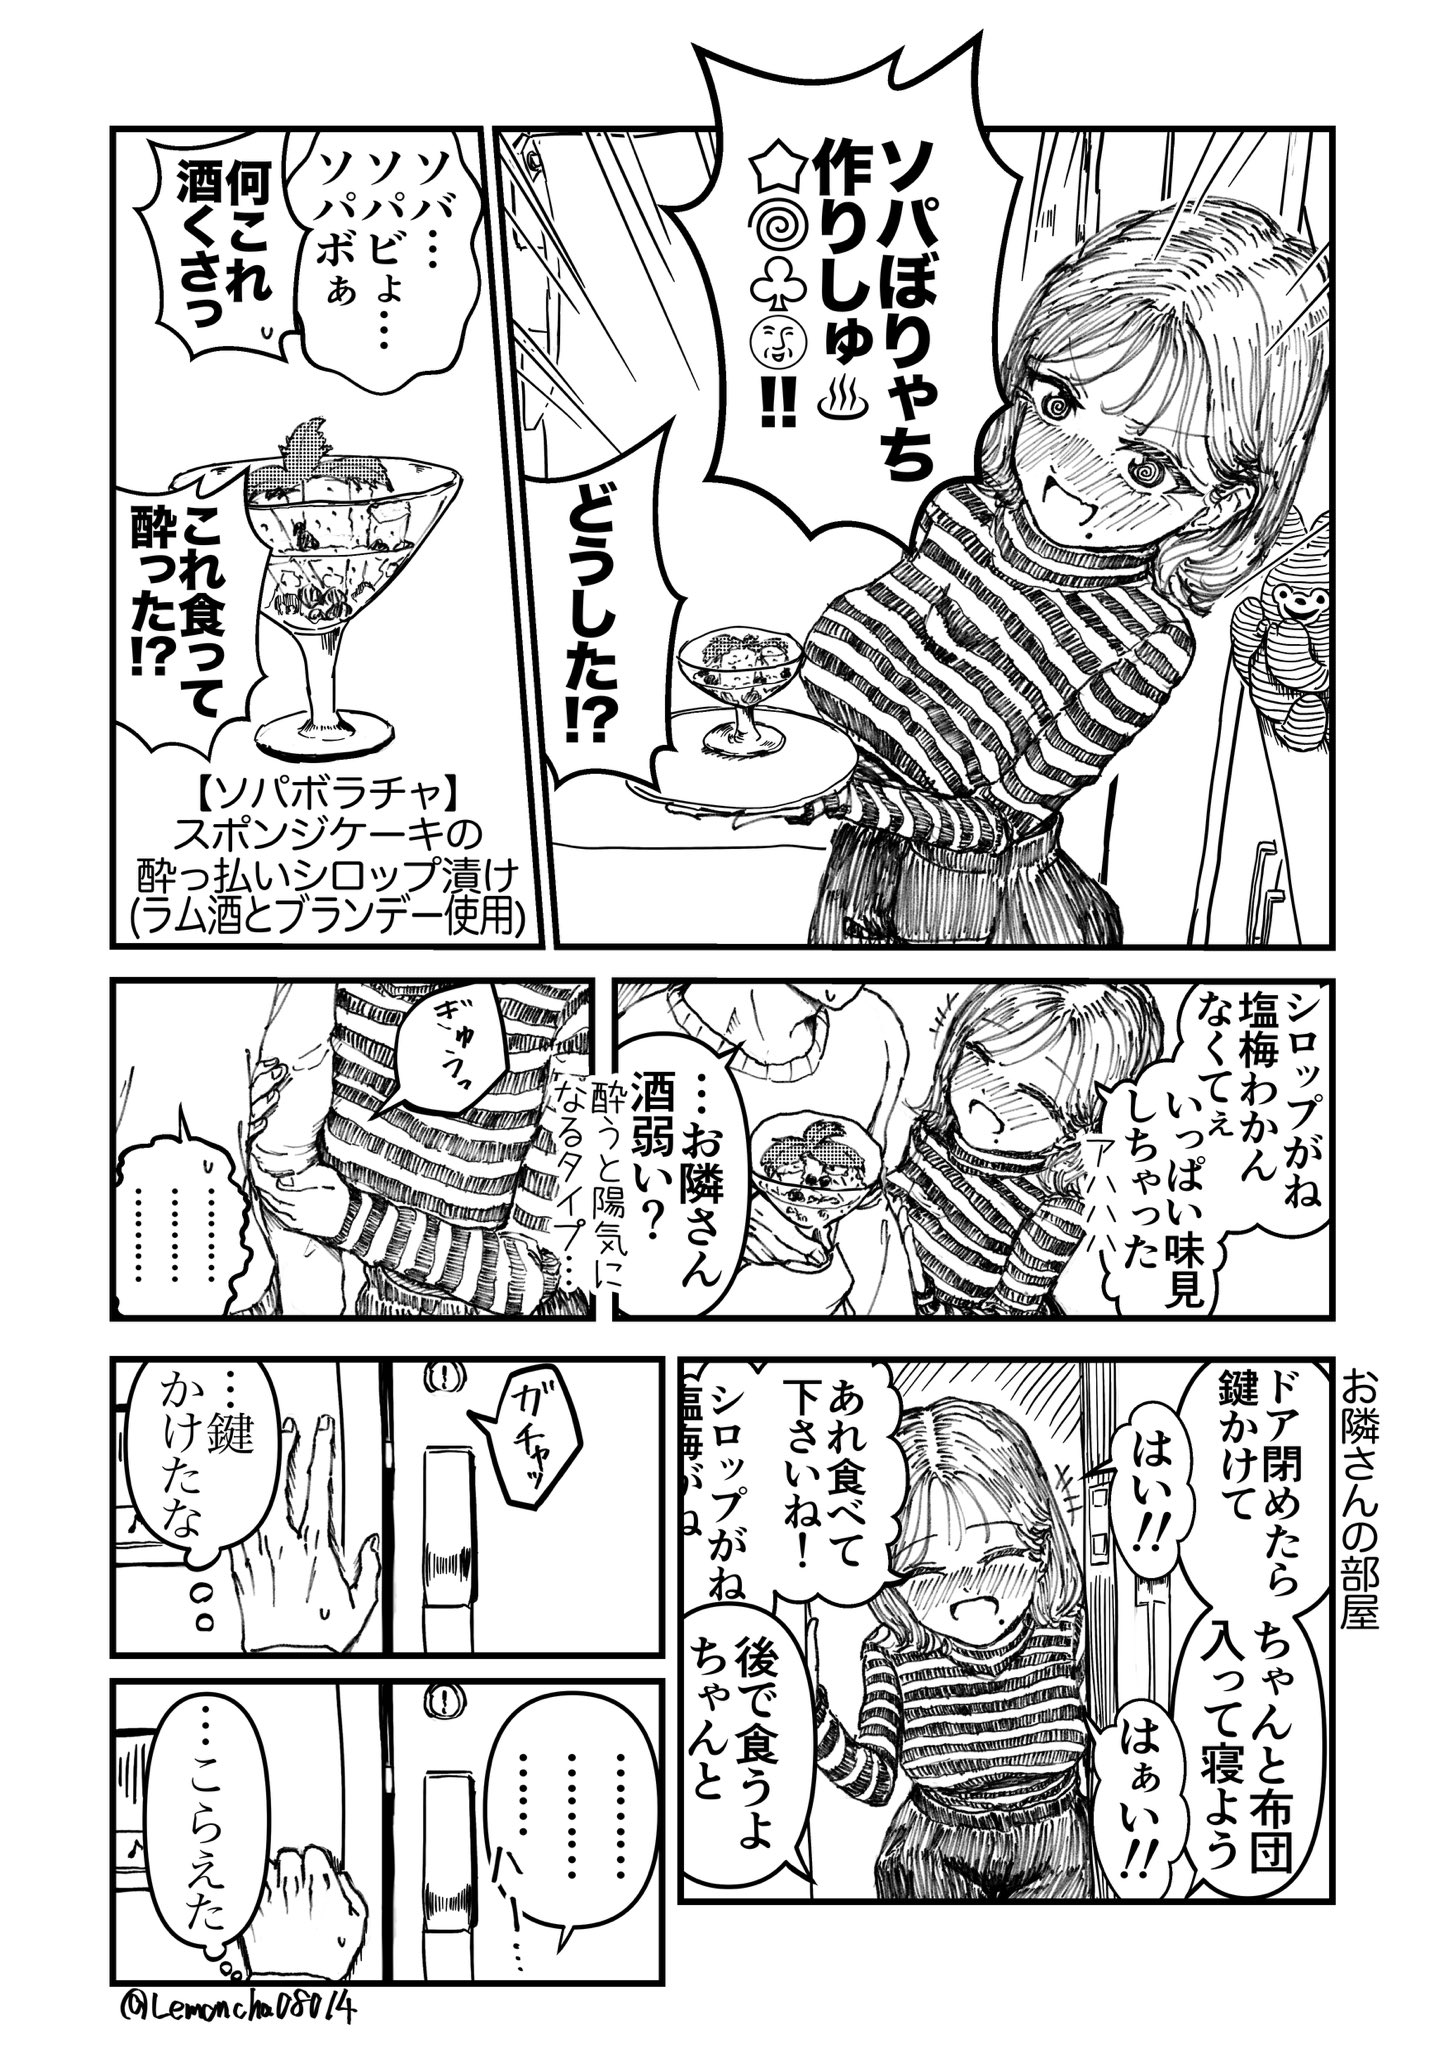 ソパぼりゃち
作りしゅ♨
☆🌀♧‼
どうした⁉
ソバ…
ソパビょ…
ソパボぁ
何これ
酒くさっ
これ食って
酔った⁉
【ソパボラチャ】
スポンジケーキの
酔っ払いシロップ漬け
(ラム酒とブランデー使用)
シロップがね
塩梅わかん
なくてぇ
いっぱい味見
しちゃった
アハハハ
…お隣さん
酒弱い?
酔うと陽気に
なるタイプ…
ぎゅうっ
………
………
………
お隣さんの部屋
ドア閉めたら
鍵かけて
はい!!
ちゃんと布団
入って寝よう
はぁい!!
あれ食べて
下さいね!
シロップがね
塩梅がね
後で食うよ
ちゃんと
ガチャッ
…鍵
かけたな
………
………
………
ハーー…
…こらえた
@Lemoncha08014